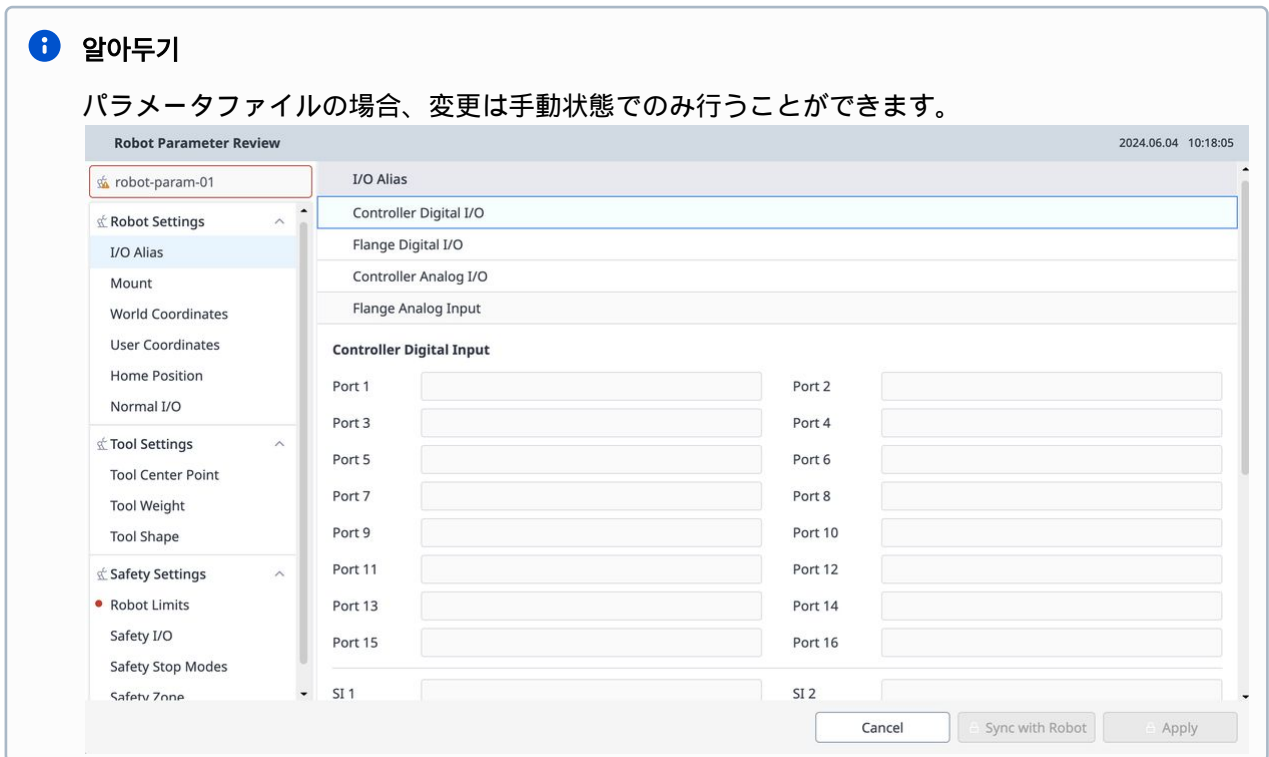 알아두기
パラメータファイルの場合、変更は手動状態でのみ行うことができます。
Robot Parameter Review
2024.06.04 10:18:05
robot-param-01
Robot Settings
I/O Alias
Mount
World Coordinates
User Coordinates
Home Position
Normal I/O
Tool Settings
Tool Center Point
Tool Weight
Tool Shape
Safety Settings
Robot Limits
Safety I/O
Safety Stop Modes
Safety Zone
I/O Alias
Controller Digital I/O
Flange Digital I/O
Controller Analog I/O
Flange Analog Input
Controller Digital Input
Port 1 Port 2
Port 3 Port 4
Port 5 Port 6
Port 7 Port 8
Port 9 Port 10
Port 11 Port 12
Port 13 Port 14
Port 15 Port 16
SI 1 SI 2
Cancel Sync with Robot Apply